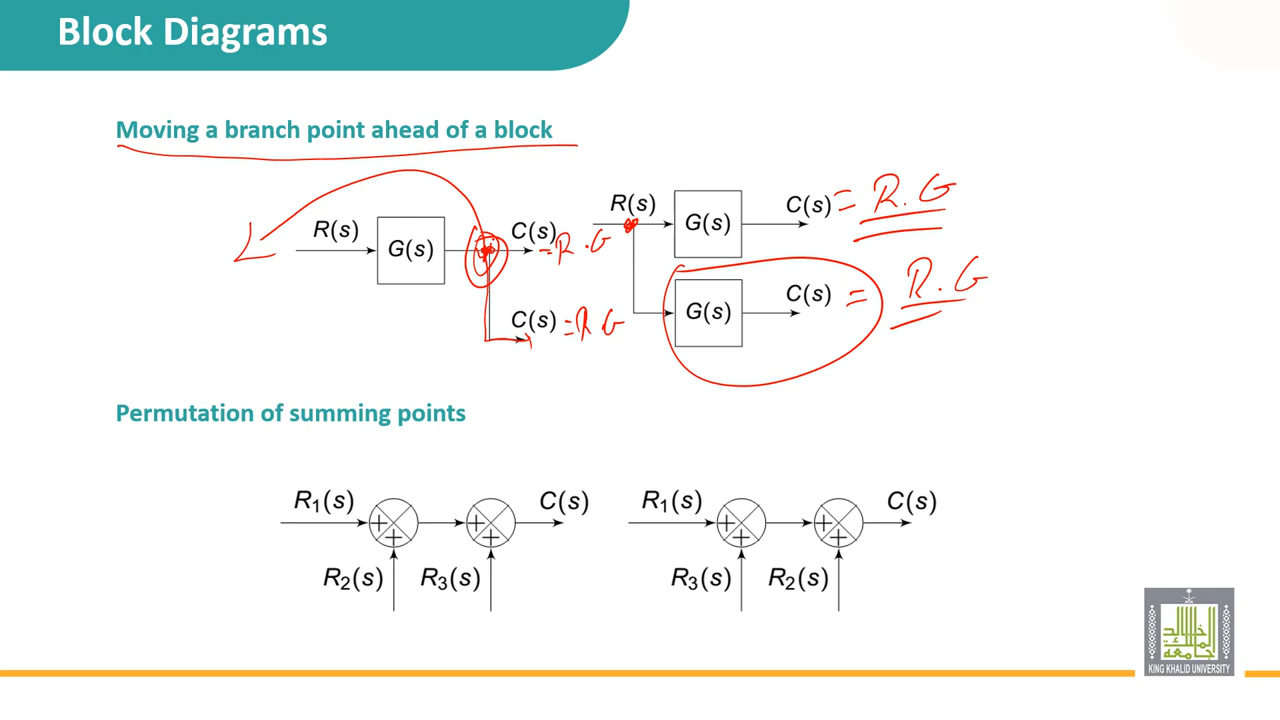 Block Diagrams
Moving a branch point ahead of a block
R(s) G(s) C(s) = R.G
C(s) = R.G
R(s) G(s) C(s) = R.G
G(s) C(s) = R.G
Permutation of summing points
R₁(s) + + C(s)
+ +
R₂(s) R₃(s)
R₁(s) + + C(s)
+ +
R₃(s) R₂(s)
KING KHALID UNIVERSITY